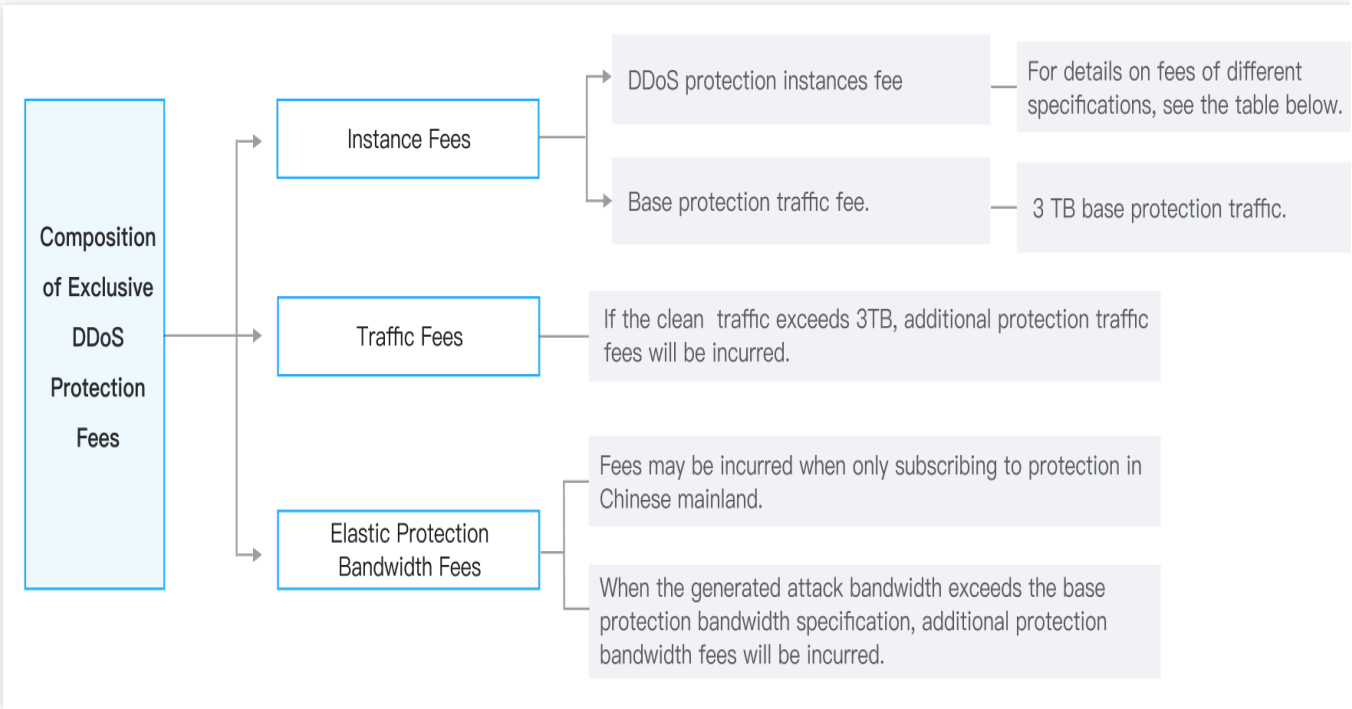 Composition
of Exclusive
DDoS
Protection
Fees
Instance Fees
DDoS protection instances fee
For details on fees of different
specifications, see the table below.
Base protection traffic fee.
3 TB base protection traffic.
Traffic Fees
If the clean traffic exceeds 3TB, additional protection traffic
fees will be incurred.
Elastic Protection
Bandwidth Fees
Fees may be incurred when only subscribing to protection in
Chinese mainland.
When the generated attack bandwidth exceeds the base
protection bandwidth specification, additional protection
bandwidth fees will be incurred.